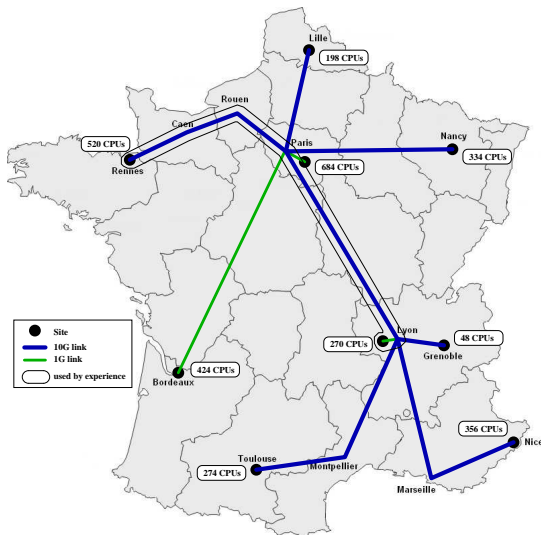 Lille
198 CPUs
Rouen
Caen
520 CPUs
Rennes
Paris
684 CPUs
Nancy
334 CPUs
Site
10G link
1G link
used by experience
Lyon
270 CPUs
48 CPUs
Grenoble
424 CPUs
Bordeaux
356 CPUs
Nice
Toulouse
274 CPUs
Montpellier
Marseille